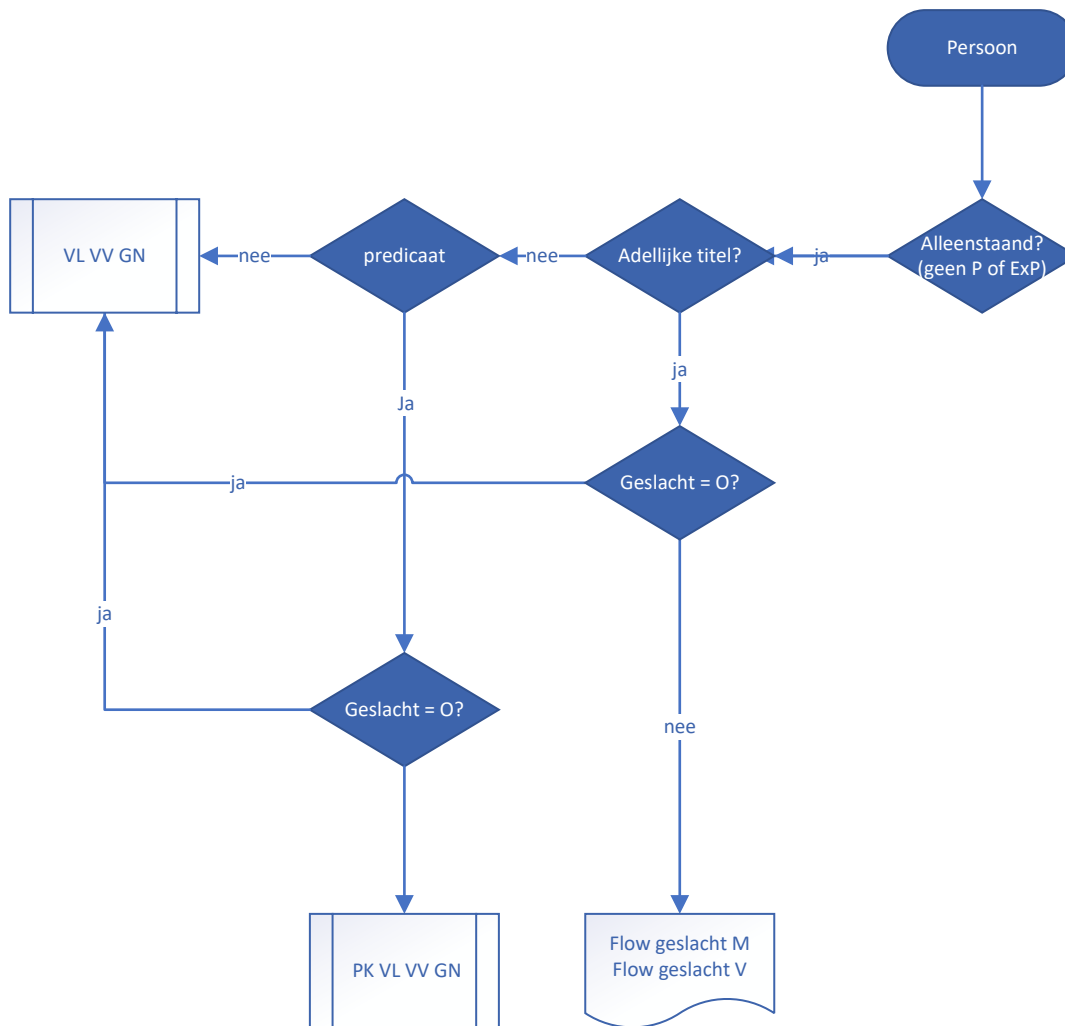 Persoon
VL VV GN
nee
predicaat
nee
Adellijke titel?
ja
Alleenstaand?
(geen P of ExP)
ja
Ja
ja
Geslacht = O?
ja
Geslacht = O?
nee
PK VL VV GN
Flow geslacht M
Flow geslacht V